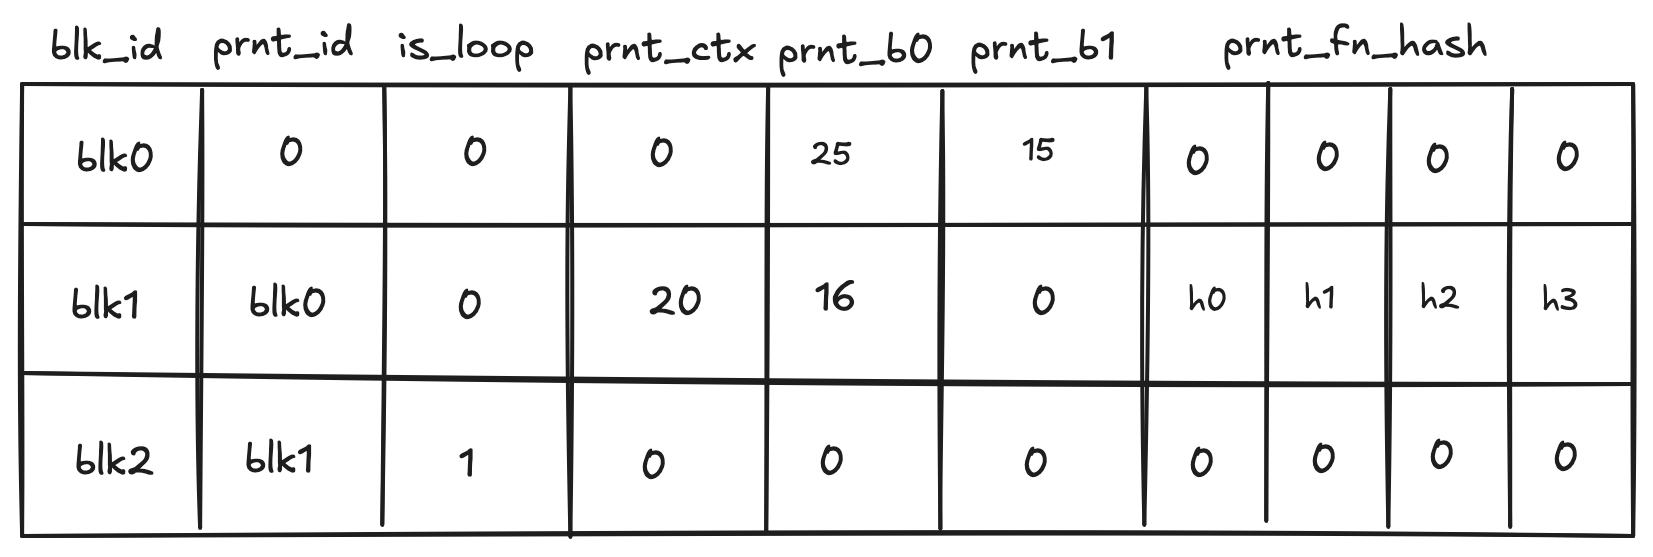 blk_id prnt_id is_loop prnt_ctx prnt_b0 prnt_b1 prnt_fn_hash
blk0 0 0 0 25 15 0 0 0 0
blk1 blk0 0 20 16 0 h0 h1 h2 h3
blk2 blk1 1 0 0 0 0 0 0 0